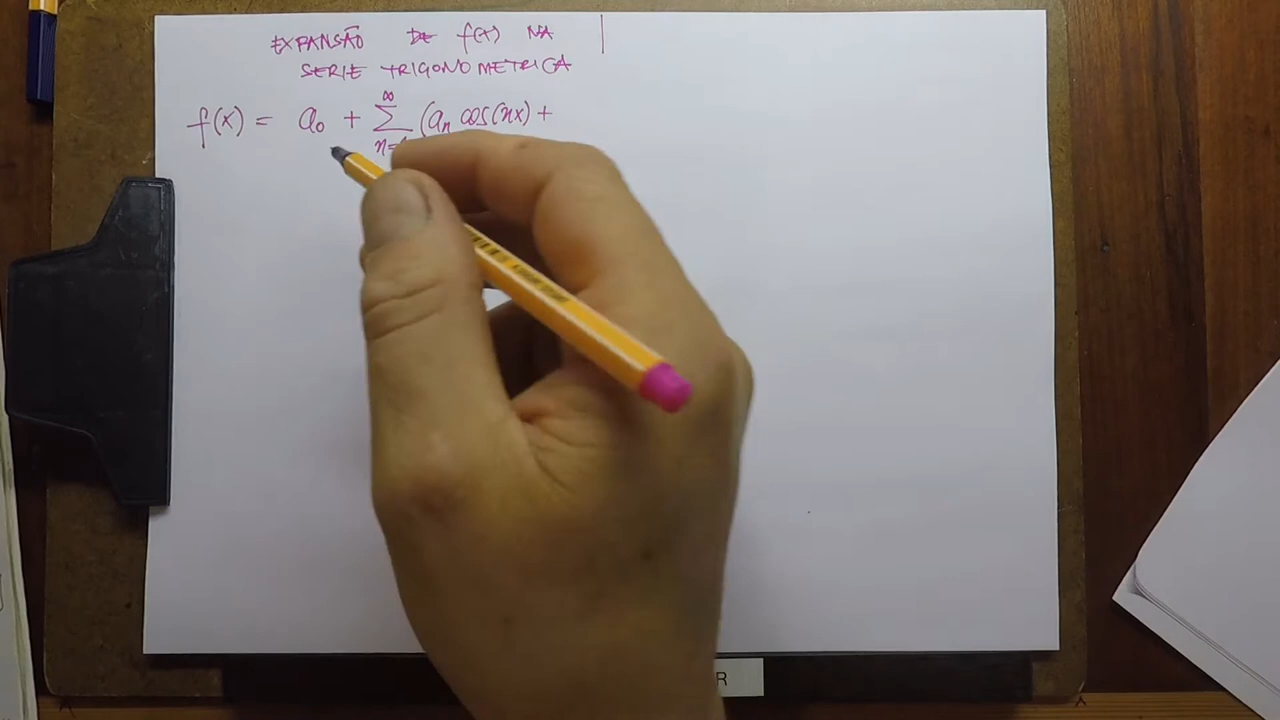 EXPANSÃO DE f(x) NA
SERIE TRIGONOMETRICA
f(x) = a₀ + ∞∑n= (aₙ cos(nx) +
R